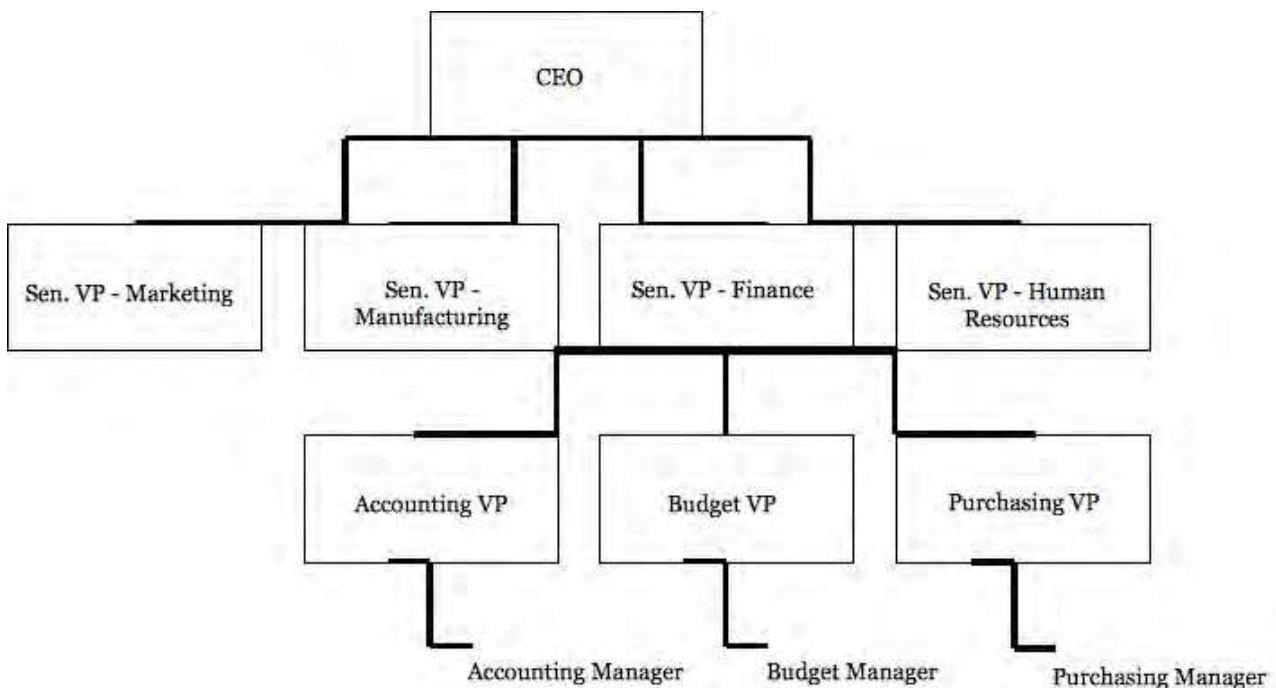 CEO
Sen. VP - Marketing
Sen. VP -
Manufacturing
Sen. VP - Finance
Sen. VP - Human
Resources
Accounting VP
Budget VP
Purchasing VP
Accounting Manager
Budget Manager
Purchasing Manager